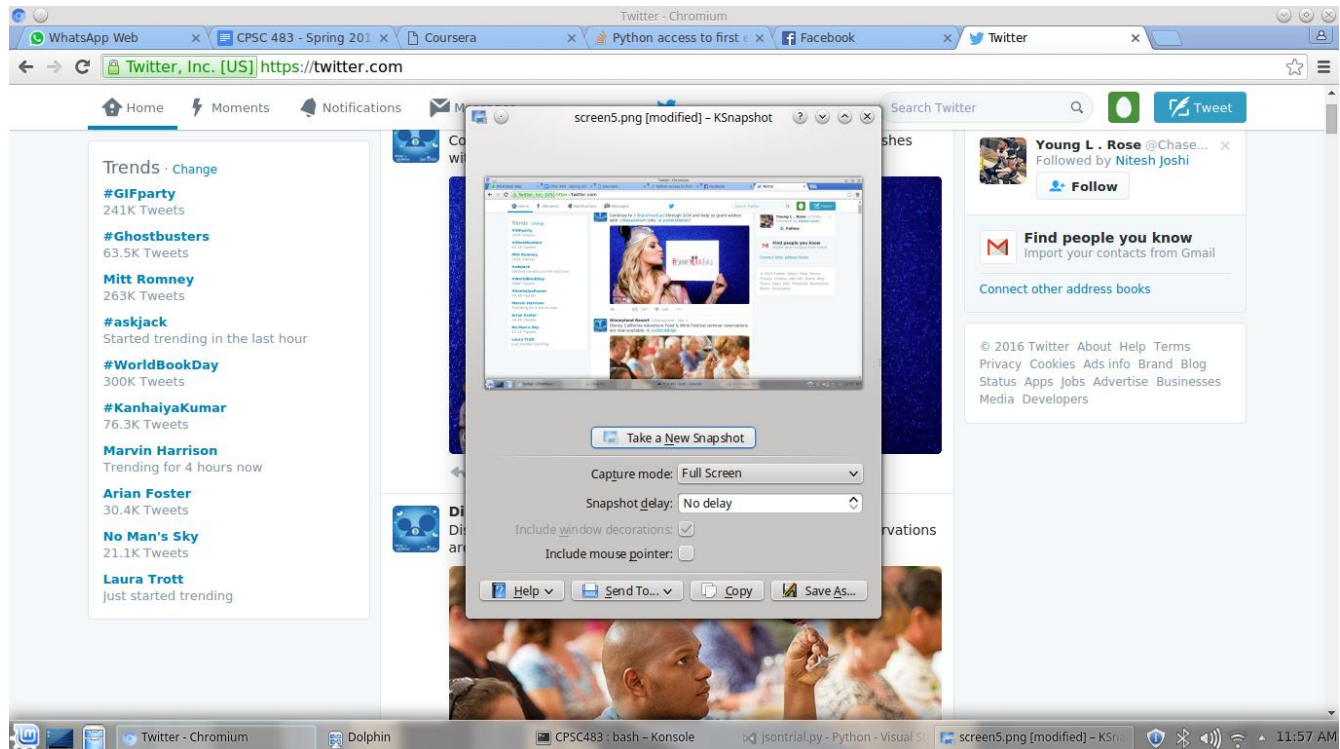 Twitter - Chromium
WhatsApp Web
CPSC 483 - Spring 201
Coursera
Python access to first e
Facebook
Twitter
Twitter, Inc. [US] https://twitter.com
Home
Moments
Notifications
Search Twitter
Tweet
Trends · Change
#GIFparty
241K Tweets
#Ghostbusters
63.5K Tweets
Mitt Romney
263K Tweets
#askjack
Started trending in the last hour
#WorldBookDay
300K Tweets
#KanhaiyaKumar
76.3K Tweets
Marvin Harrison
Trending for 4 hours now
Arian Foster
30.4K Tweets
No Man's Sky
21.1K Tweets
Laura Trott
Just started trending
screen5.png [modified] – KSnapshot
Take a New Snapshot
Capture mode: Full Screen
Snapshot delay: No delay
Include window decorations:
Include mouse pointer:
Help
Send To...
Copy
Save As...
Young L . Rose @Chase...
Followed by Nitesh Joshi
Follow
Find people you know
Import your contacts from Gmail
Connect other address books
© 2016 Twitter About Help Terms
Privacy Cookies Ads info Brand Blog
Status Apps Jobs Advertise Businesses
Media Developers
Twitter - Chromium
Dolphin
CPSC483 : bash – Konsole
jsontrial.py - Python - Visual S
screen5.png [modified] – KSna
11:57 AM